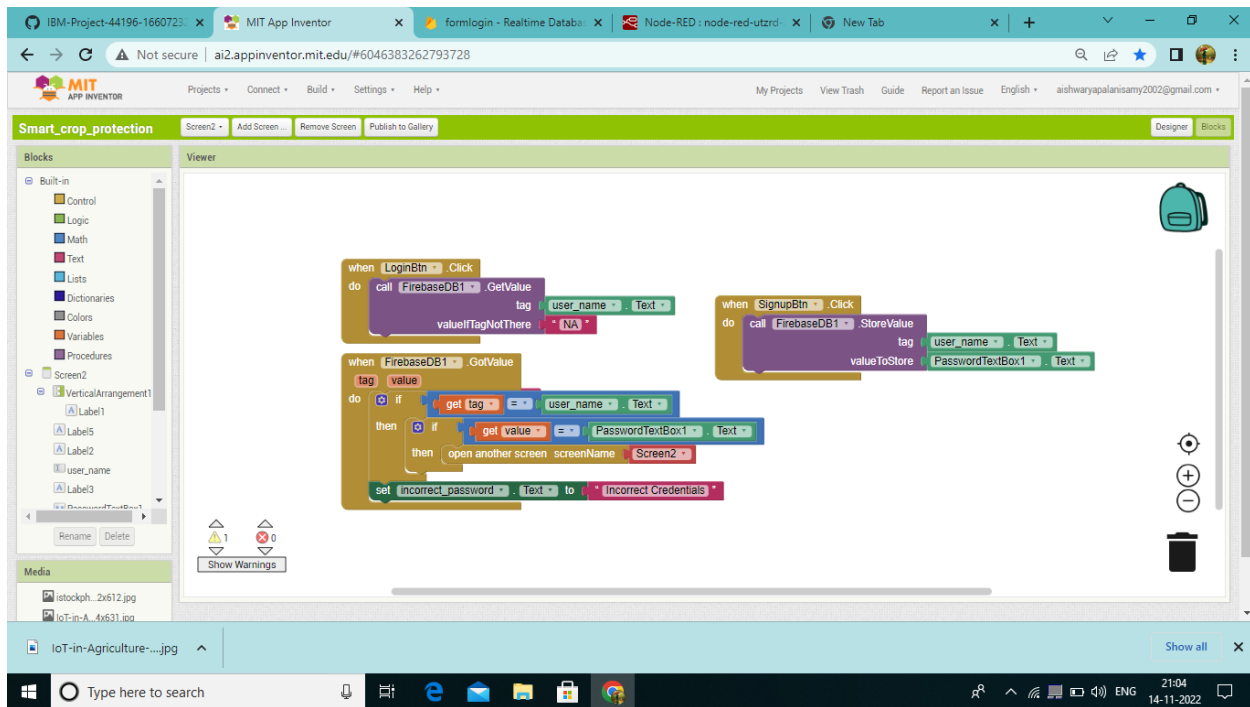 IBM-Project-44196-1660723
MIT App Inventor
formlogin - Realtime Databa
Node-RED : node-red-utzrd-
New Tab
Not secure
ai2.appinventor.mit.edu/#6046383262793728
MIT
APP INVENTOR
Projects
Connect
Build
Settings
Help
My Projects
View Trash
Guide
Report an Issue
English
aishwaryapalanisamy2002@gmail.com
Smart_crop_protection
Screen2
Add Screen ...
Remove Screen
Publish to Gallery
Designer
Blocks
Blocks
Viewer
Built-in
Control
Logic
Math
Text
Lists
Dictionaries
Colors
Variables
Procedures
Screen2
VerticalArrangement1
Label1
Label5
Label2
user_name
Label3
Rename
Delete
Media
istockph...2x612.jpg
IoT-in-A...4x631.jpg
when LoginBtn .Click
do call FirebaseDB1 .GetValue
tag user_name . Text
valueIfTagNotThere " NA "
when FirebaseDB1 .GotValue
tag value
do if get tag = user_name . Text
then if get value = PasswordTextBox1 . Text
then open another screen screenName Screen2
set incorrect_password . Text to " Incorrect Credentials "
when SignupBtn .Click
do call FirebaseDB1 .StoreValue
tag user_name . Text
valueToStore PasswordTextBox1 . Text
1 0
Show Warnings
IoT-in-Agriculture-....jpg
Show all
Type here to search
ENG
21:04
14-11-2022